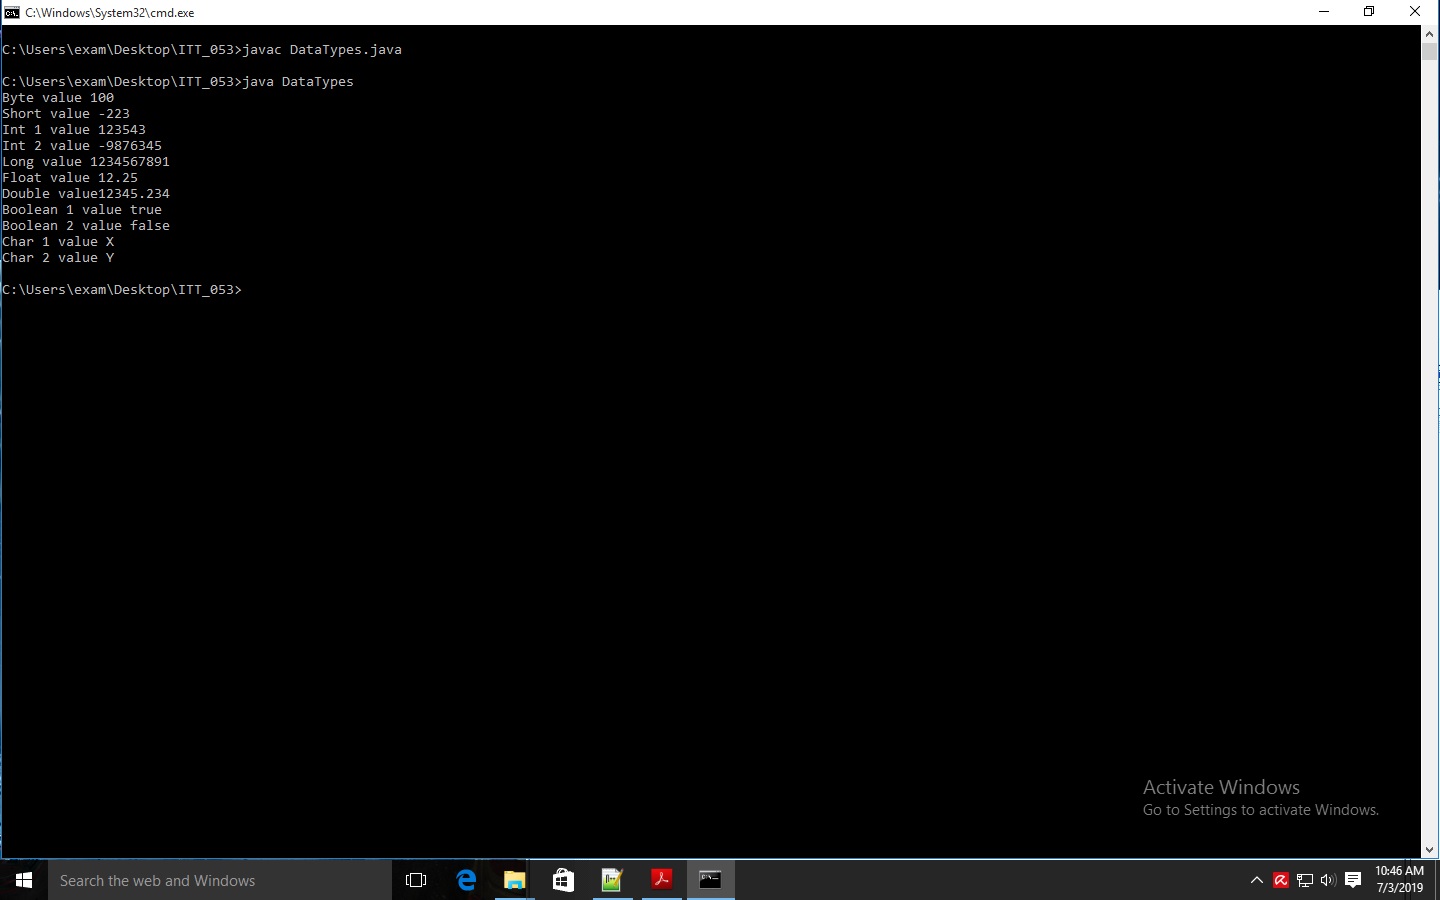 C:\Windows\System32\cmd.exe
C:\Users\exam\Desktop\ITT_053>javac DataTypes.java
C:\Users\exam\Desktop\ITT_053>java DataTypes
Byte value 100
Short value -223
Int 1 value 123543
Int 2 value -9876345
Long value 1234567891
Float value 12.25
Double value12345.234
Boolean 1 value true
Boolean 2 value false
Char 1 value X
Char 2 value Y
C:\Users\exam\Desktop\ITT_053>
Activate Windows
Go to Settings to activate Windows.
Search the web and Windows
10:46 AM
7/3/2019